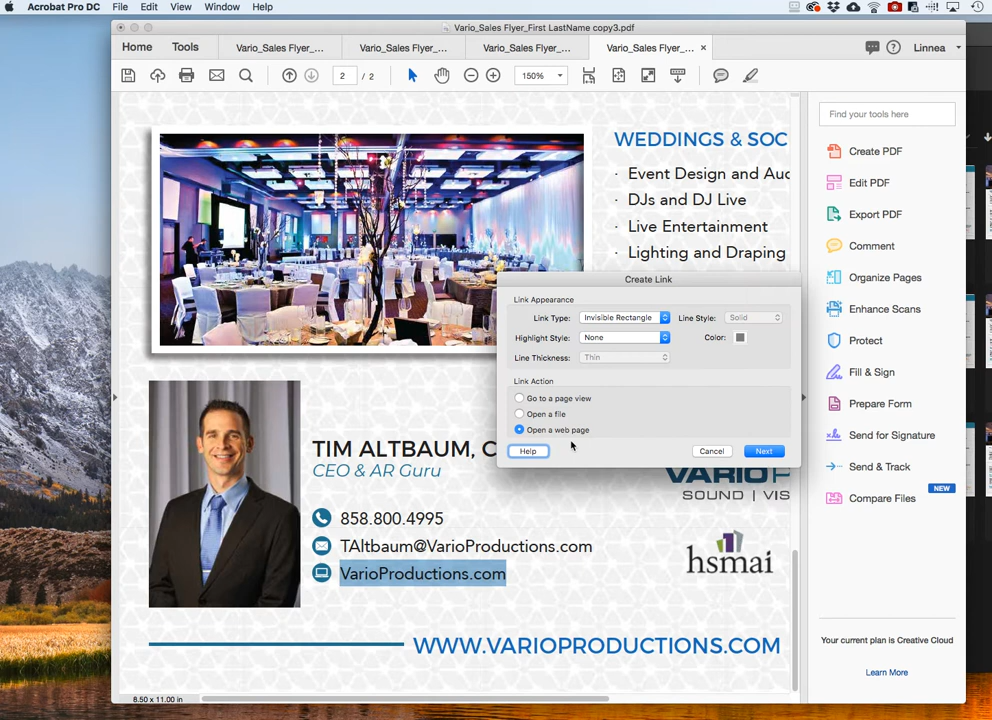 Acrobat Pro DC File Edit View Window Help
Vario_Sales Flyer_First LastName copy3.pdf
Home Tools Vario_Sales Flyer_... Vario_Sales Flyer_... Vario_Sales Flyer_... Vario_Sales Flyer_... × Linnea
2 / 2 150%
WEDDINGS & SOC
· Event Design and Auc
· DJs and DJ Live
· Live Entertainment
· Lighting and Draping
Create Link
Link Appearance
Link Type: Invisible Rectangle Line Style: Solid
Highlight Style: None Color:
Line Thickness: Thin
Link Action
Go to a page view
Open a file
Open a web page
Help Cancel Next
TIM ALTBAUM, C
CEO & AR Guru
858.800.4995
TAltbaum@VarioProductions.com
VarioProductions.com
VARIO P
SOUND | VIS
hsmai
WWW.VARIOPRODUCTIONS.COM
8.50 x 11.00 in
Find your tools here
Create PDF
Edit PDF
Export PDF
Comment
Organize Pages
Enhance Scans
Protect
Fill & Sign
Prepare Form
Send for Signature
Send & Track
Compare Files NEW
Your current plan is Creative Cloud
Learn More